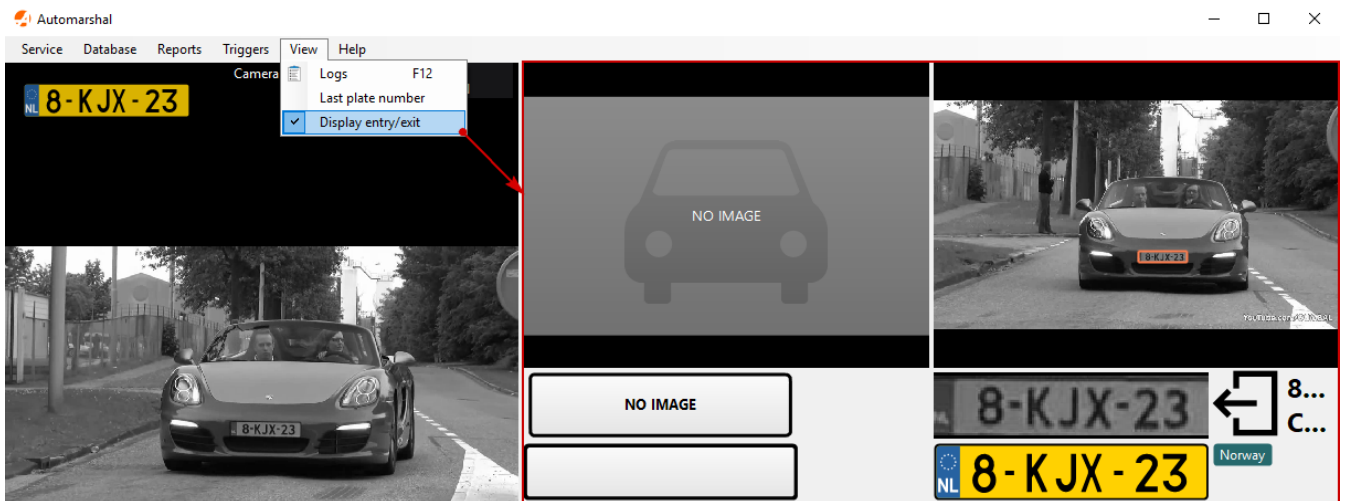 Automarshal
Service Database Reports Triggers View Help
Camera
Logs F12
Last plate number
Display entry/exit
NL 8-KJX-23
8-KJX-23
NO IMAGE
8-KJX-23
NO IMAGE
8-KJX-23
8...
C...
NL 8-KJX-23
Norway